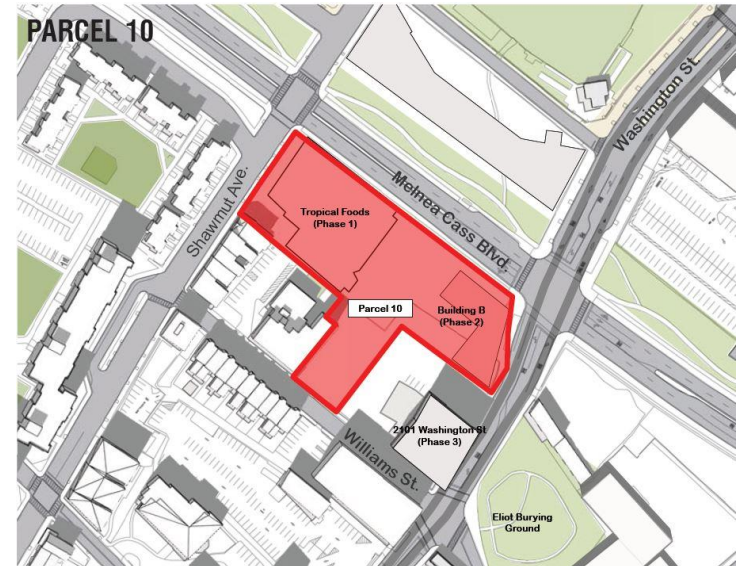 PARCEL 10
Washington St.
Melnea Cass Blvd.
Shawmut Ave.
Tropical Foods
(Phase 1)
Parcel 10
Building B
(Phase 2)
2101 Washington St
(Phase 3)
Williams St.
Eliot Burying
Ground